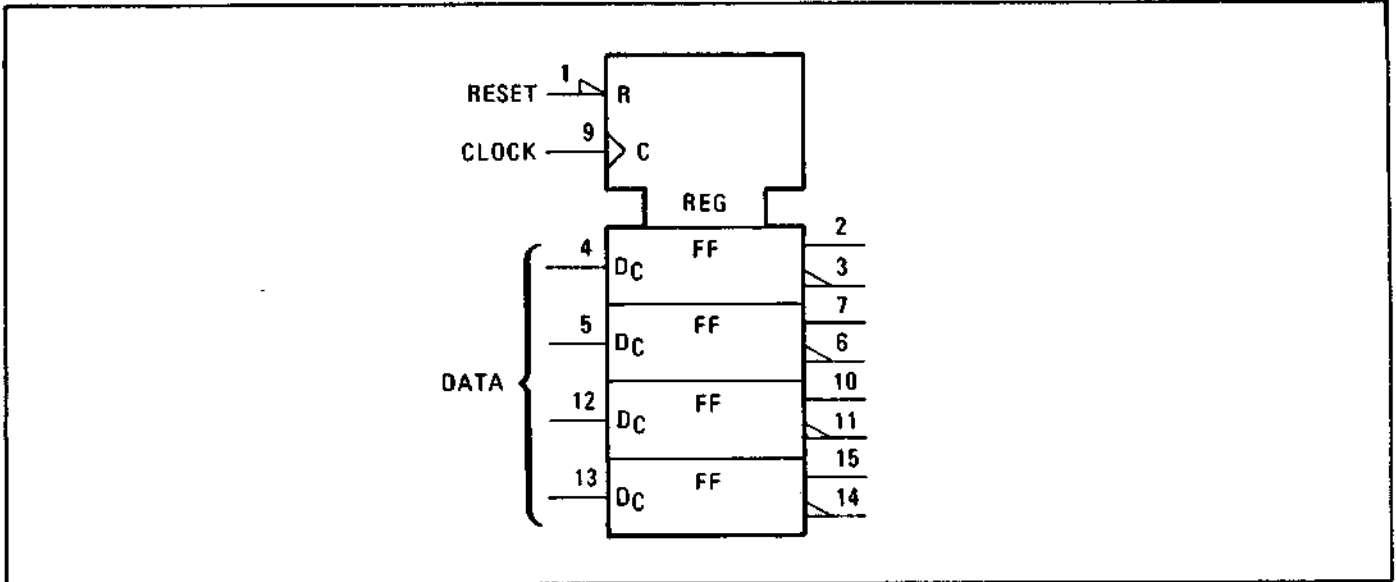 1
RESET R
9
CLOCK C
REG
4 FF 2
DC 3
5 FF 7
DC 6
DATA
12 FF 10
DC 11
13 FF 15
DC 14